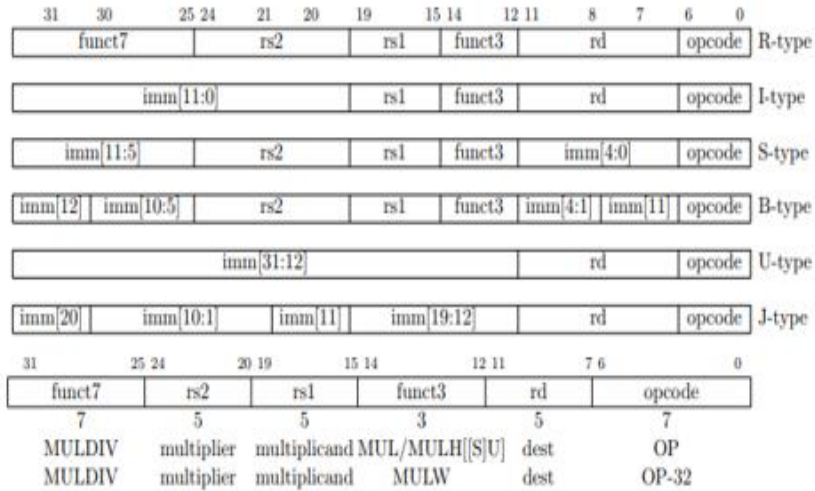 31 30 25 24 21 20 19 15 14 12 11 8 7 6 0
funct7 rs2 rs1 funct3 rd opcode R-type
imm[11:0] rs1 funct3 rd opcode I-type
imm[11:5] rs2 rs1 funct3 imm[4:0] opcode S-type
imm[12] imm[10:5] rs2 rs1 funct3 imm[4:1] imm[11] opcode B-type
imm[31:12] rd opcode U-type
imm[20] imm[10:1] imm[11] imm[19:12] rd opcode J-type
31 25 24 20 19 15 14 12 11 7 6 0
funct7 rs2 rs1 funct3 rd opcode
7 5 5 3 5 7
MULDIV multiplier multiplicand MUL/MULH[[S]U] dest OP
MULDIV multiplier multiplicand MULW dest OP-32